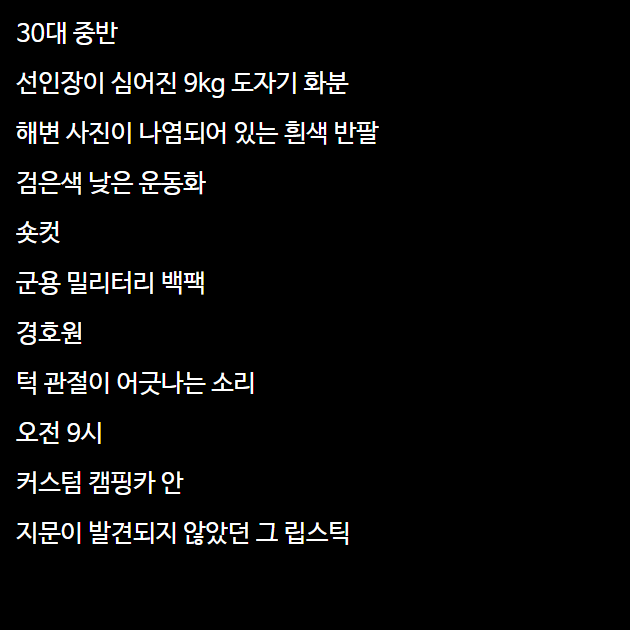 30대 중반
선인장이 심어진 9kg 도자기 화분
해변 사진이 나염되어 있는 흰색 반팔
검은색 낮은 운동화
숏컷
군용 밀리터리 백팩
경호원
턱 관절이 어긋나는 소리
오전 9시
커스텀 캠핑카 안
지문이 발견되지 않았던 그 립스틱